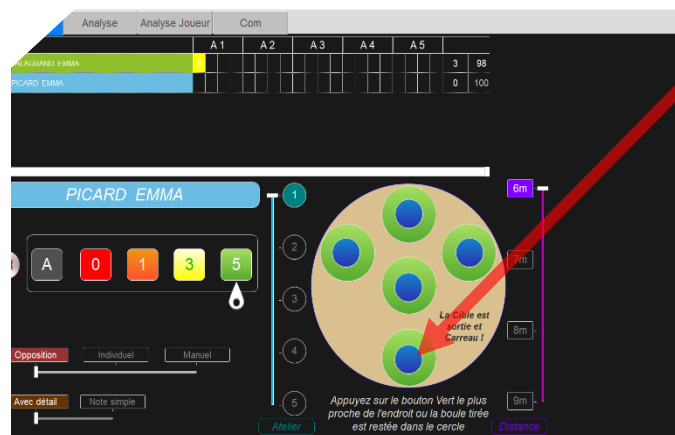 Analyse Analyse Joueur Com
A 1 A 2 A 3 A 4 A 5
EMMA 3 98
PICARD EMMA 0 100
PICARD EMMA
1 6m
2 7m
A 0 1 3 5
3
La Cible est
sortie et
Carreau !
8m
Opposition Individuel Manuel 4
Avec détail Note simple 5 9m
Appuyez sur le bouton Vert le plus
proche de l'endroit ou la boule tirée
est restée dans le cercle
Atelier Distance